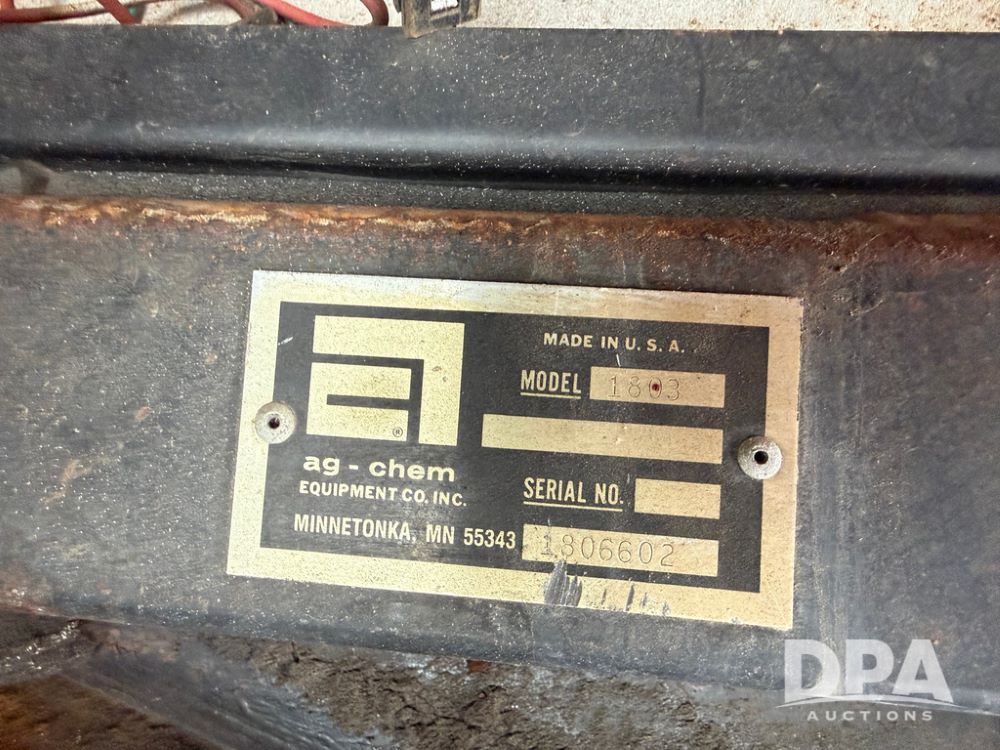 MADE IN U. S. A.
MODEL 1803
ag - chem
EQUIPMENT CO. INC.
SERIAL NO.
MINNETONKA, MN 55343
1806602
DPA
AUCTIONS